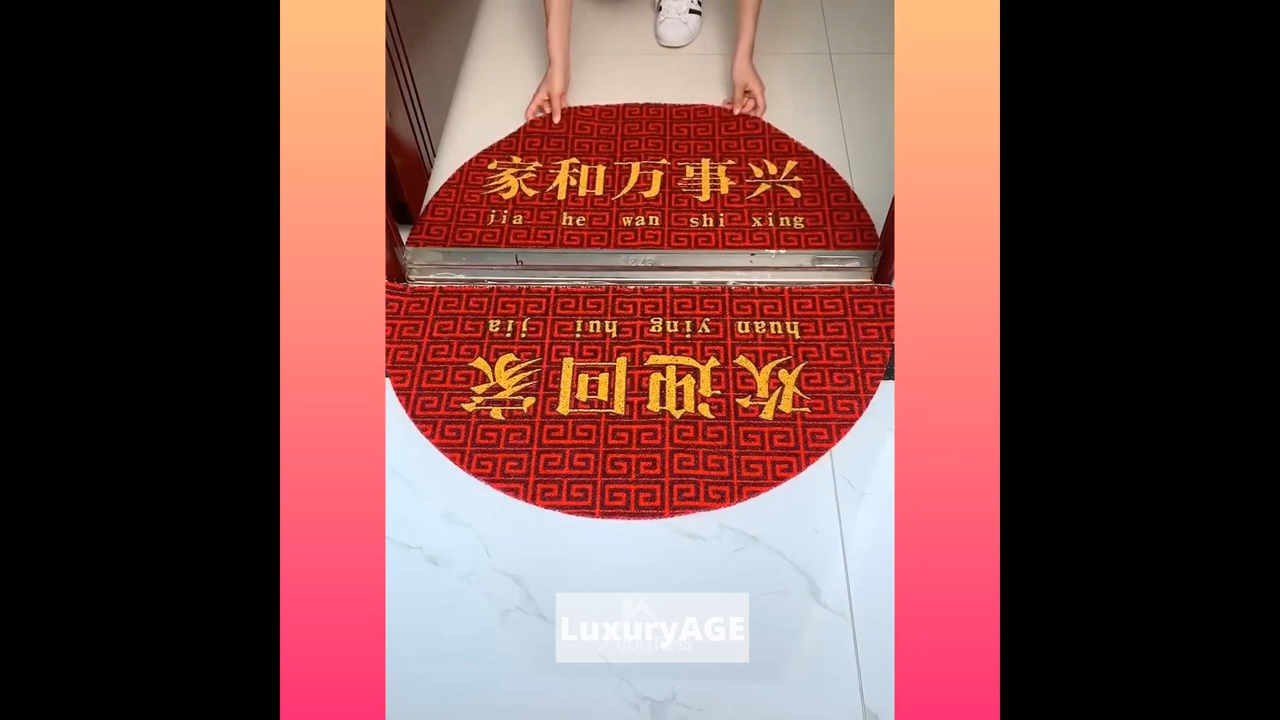 家和万事兴
jia he wan shi xing
欢迎回家
huan ying hui jia
LuxuryAGE